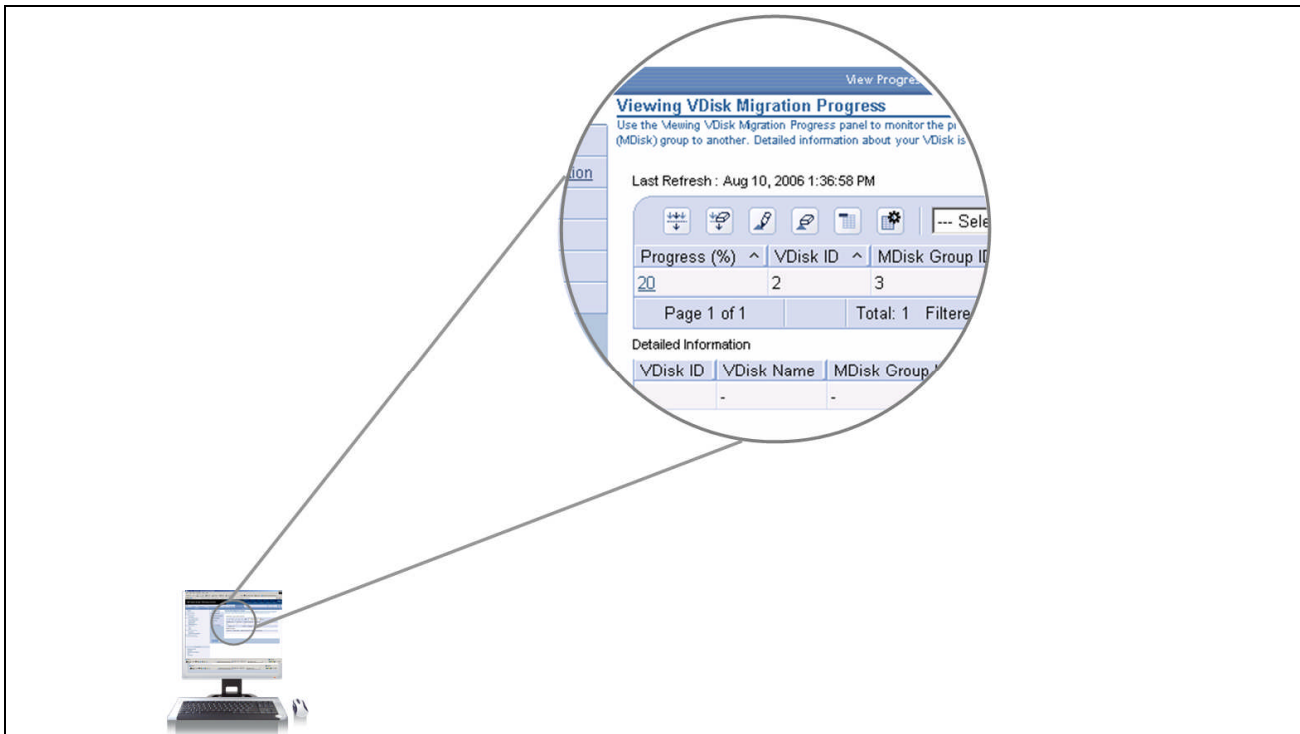 View Progre
Viewing VDisk Migration Progress
Use the Viewing VDisk Migration Progress panel to monitor the p
(MDisk) group to another. Detailed information about your VDisk is
tion
Last Refresh : Aug 10, 2006 1:36:58 PM
--- Sele
Progress (%) ^ VDisk ID ^ MDisk Group ID
20 2 3
Page 1 of 1 Total: 1 Filtere
Detailed Information
VDisk ID VDisk Name MDisk Group
- -